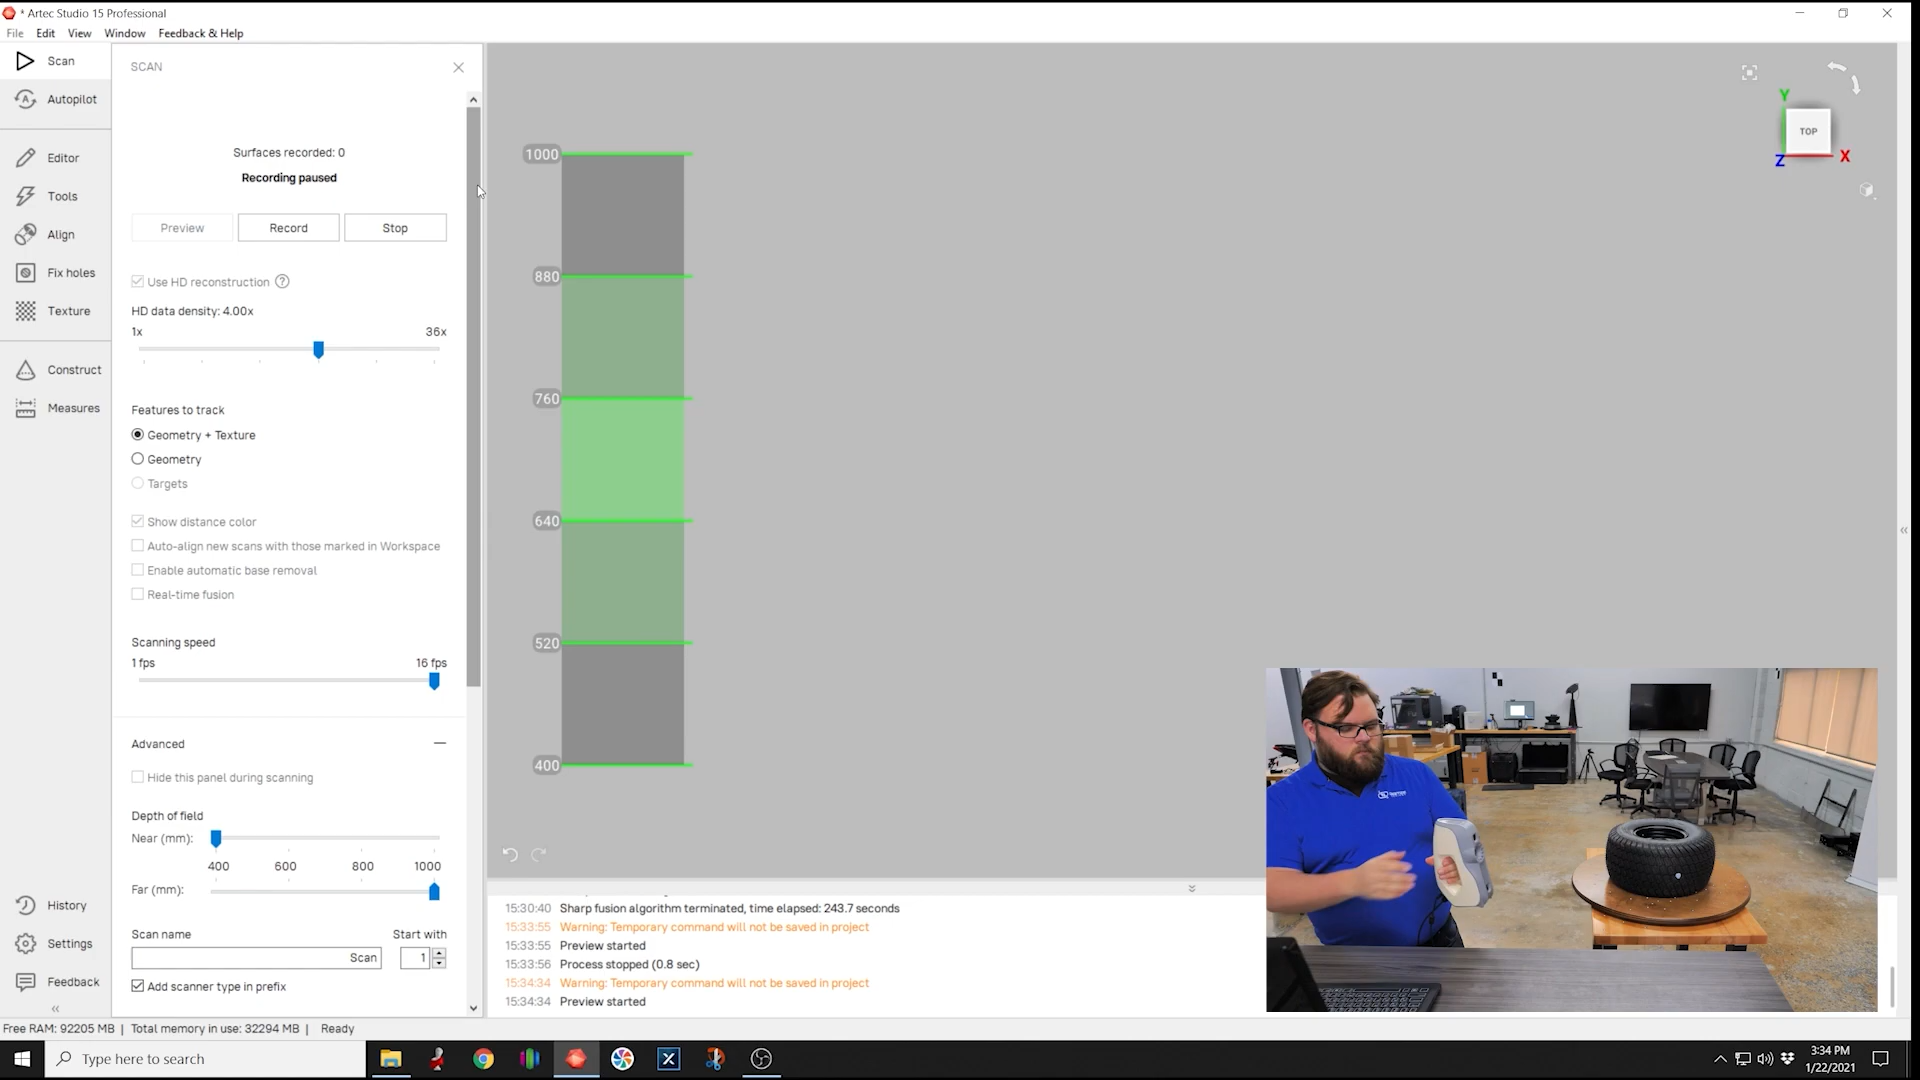 * Artec Studio 15 Professional
File Edit View Window Feedback & Help
Scan
Autopilot
Editor
Tools
Align
Fix holes
Texture
Construct
Measures
History
Settings
Feedback
SCAN
Surfaces recorded: 0
Recording paused
Preview Record Stop
Use HD reconstruction ?
HD data density: 4.00x
1x 36x
Features to track
Geometry + Texture
Geometry
Targets
Show distance color
Auto-align new scans with those marked in Workspace
Enable automatic base removal
Real-time fusion
Scanning speed
1 fps 16 fps
Advanced
Hide this panel during scanning
Depth of field
Near (mm):
400 600 800 1000
Far (mm):
Scan name Start with
Scan 1
Add scanner type in prefix
1000
880
760
640
520
400
Y
TOP
Z X
15:30:40 Sharp fusion algorithm terminated, time elapsed: 243.7 seconds
15:33:55 Warning: Temporary command will not be saved in project
15:33:55 Preview started
15:33:56 Process stopped (0.8 sec)
15:34:34 Warning: Temporary command will not be saved in project
15:34:34 Preview started
Free RAM: 92205 MB | Total memory in use: 32294 MB | Ready
Type here to search
3:34 PM
1/22/2021